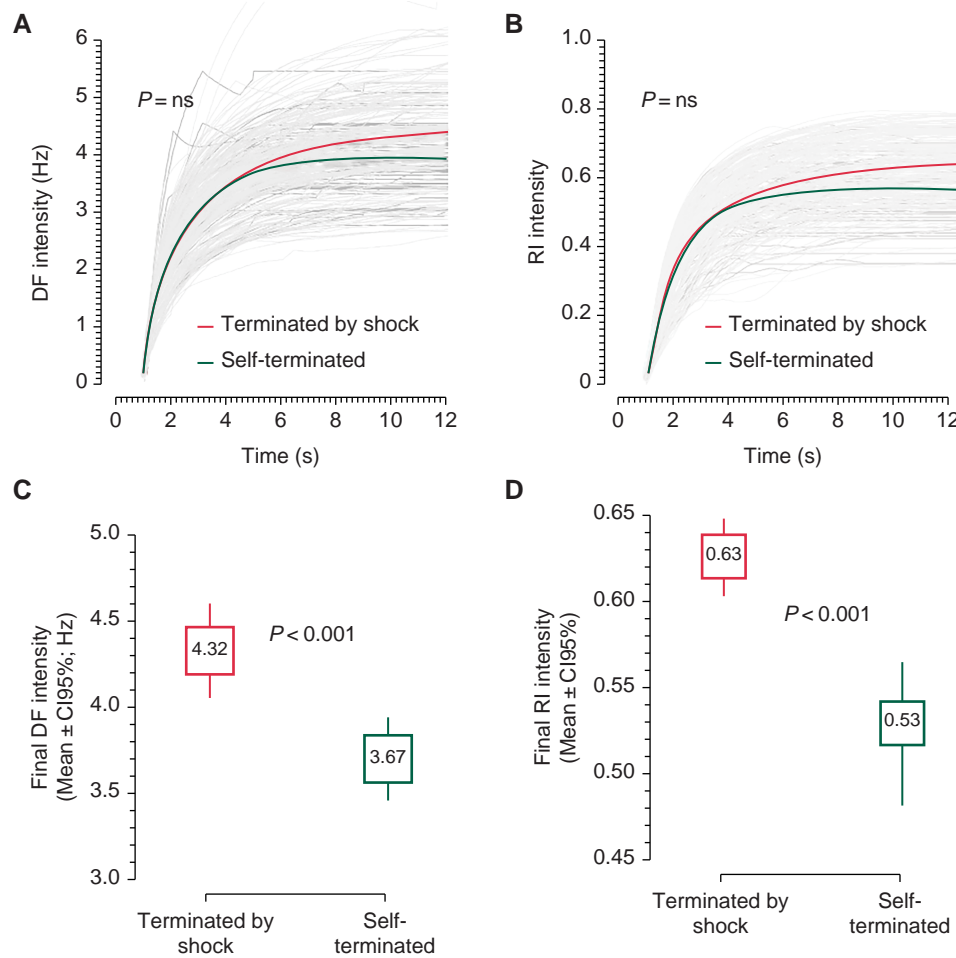 A
6
5
4
3
2
1
0
DF intensity (Hz)
P = ns
Terminated by shock
Self-terminated
0 2 4 6 8 10 12
Time (s)
B
1.0
0.8
0.6
0.4
0.2
0
RI intensity
P = ns
Terminated by shock
Self-terminated
0 2 4 6 8 10 12
Time (s)
C
5.0
4.5
4.0
3.5
3.0
Final DF intensity
(Mean ± CI95%; Hz)
4.32
P < 0.001
3.67
Terminated by
shock
Self-
terminated
D
0.65
0.60
0.55
0.50
0.45
Final RI intensity
(Mean ± CI95%)
0.63
P < 0.001
0.53
Terminated by
shock
Self-
terminated